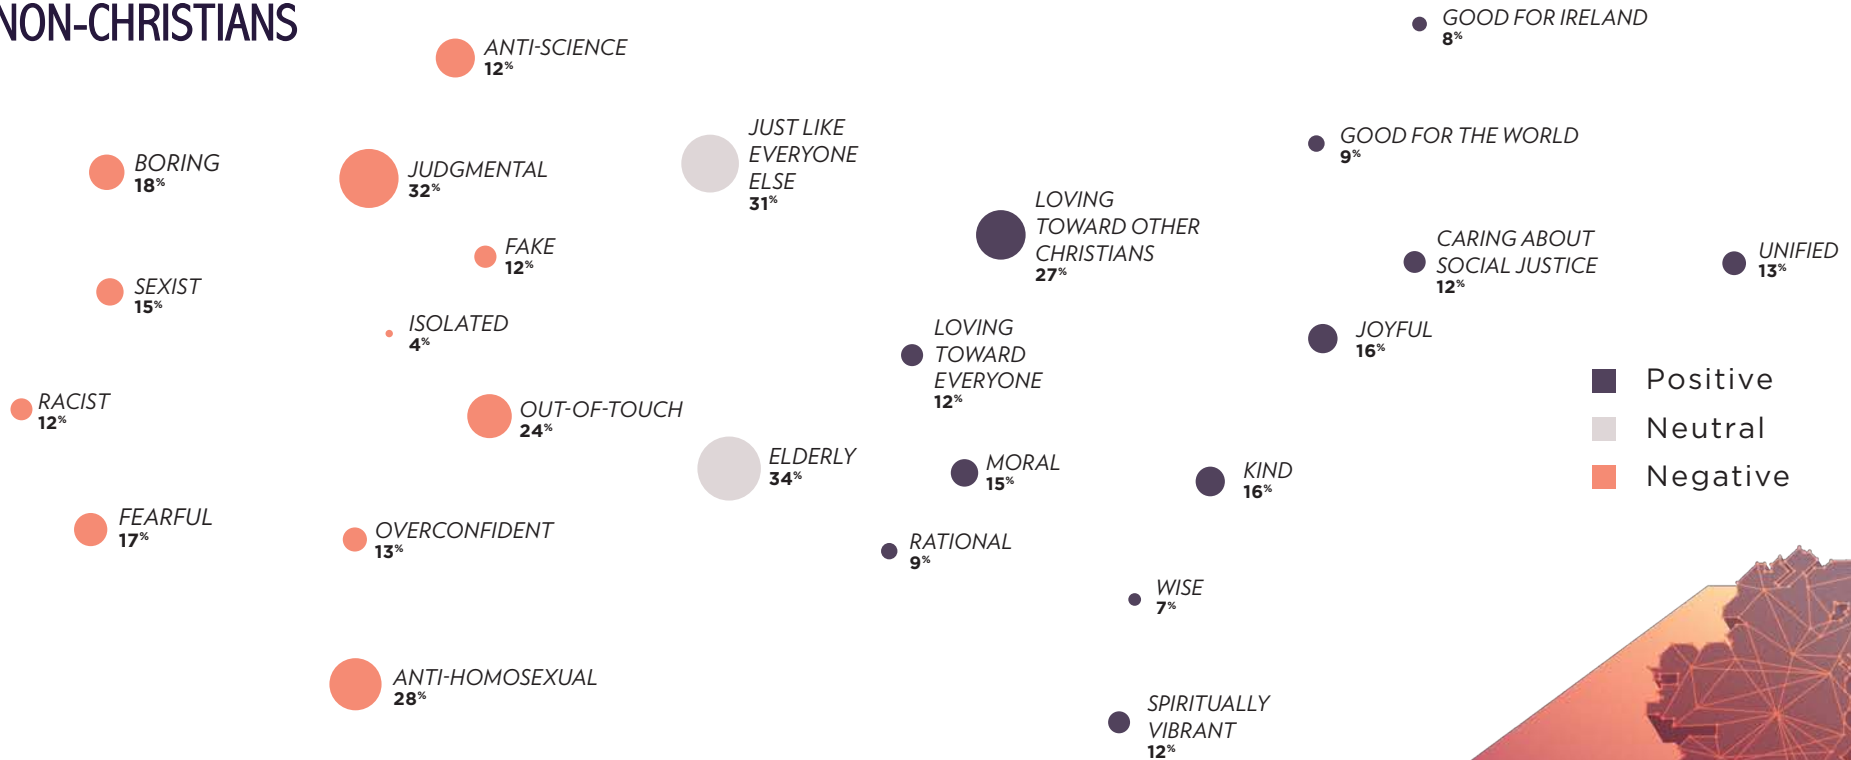 NON-CHRISTIANS
ANTI-SCIENCE
12%
BORING
18%
JUDGMENTAL
32%
FAKE
12%
SEXIST
15%
ISOLATED
4%
RACIST
12%
OUT-OF-TOUCH
24%
FEARFUL
17%
OVERCONFIDENT
13%
ANTI-HOMOSEXUAL
28%
JUST LIKE
EVERYONE
ELSE
31%
ELDERLY
34%
LOVING
TOWARD OTHER
CHRISTIANS
27%
LOVING
TOWARD
EVERYONE
12%
MORAL
15%
RATIONAL
9%
KIND
16%
WISE
7%
SPIRITUALLY
VIBRANT
12%
GOOD FOR IRELAND
8%
GOOD FOR THE WORLD
9%
CARING ABOUT
SOCIAL JUSTICE
12%
UNIFIED
13%
JOYFUL
16%
Positive
Neutral
Negative